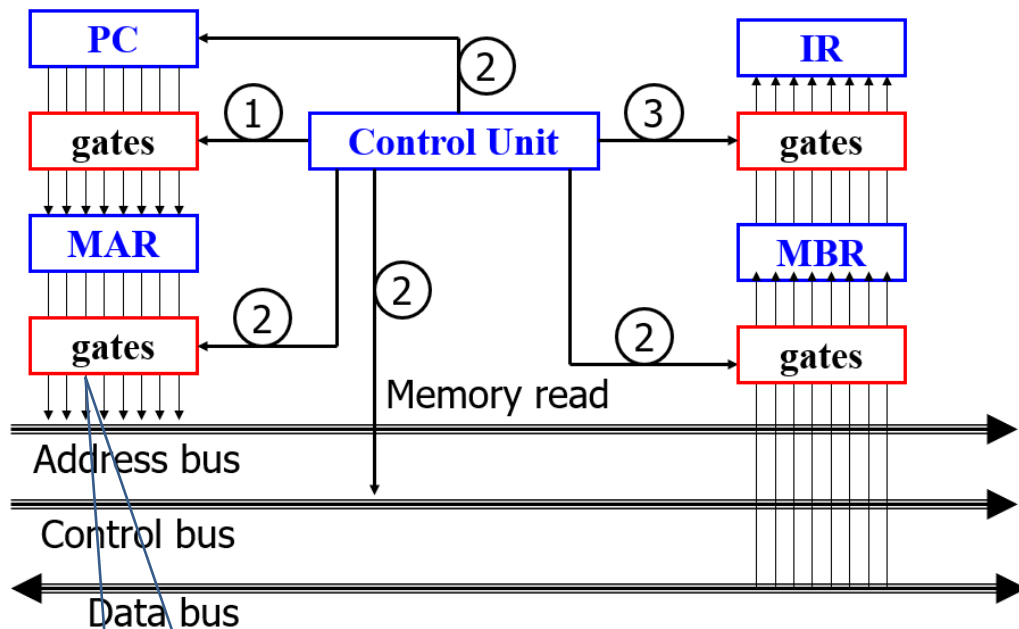 PC
2
IR
gates
1
Control Unit
3
gates
MAR
2
MBR
gates
2
2
gates
Memory read
Address bus
Control bus
Data bus